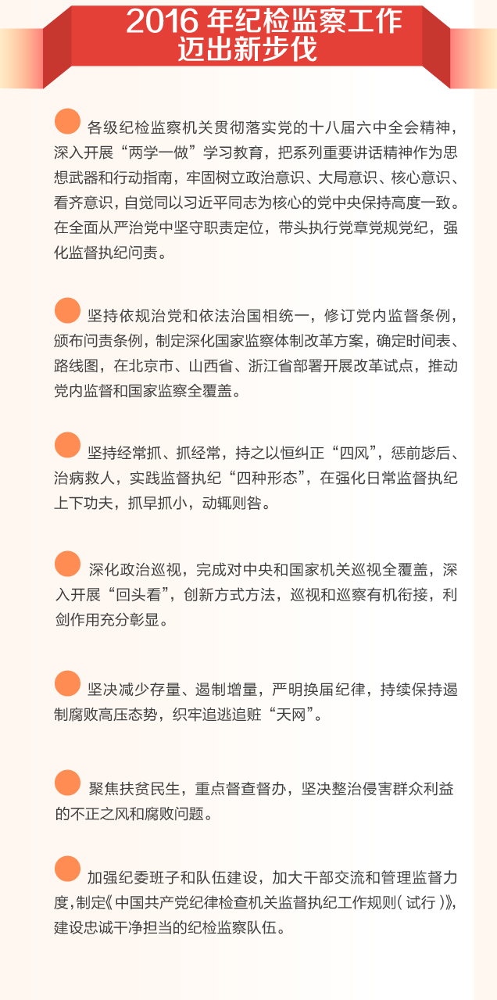 2016 年纪检监察工作
迈出新步伐
各级纪检监察机关贯彻落实党的十八届六中全会精神，
深入开展“两学一做”学习教育，把系列重要讲话精神作为思
想武器和行动指南，牢固树立政治意识、大局意识、核心意识、
看齐意识，自觉同以习近平同志为核心的党中央保持高度一致。
在全面从严治党中坚守职责定位，带头执行党章党规党纪，强
化监督执纪问责。
坚持依规治党和依法治国相统一，修订党内监督条例，
颁布问责条例，制定深化国家监察体制改革方案，确定时间表、
路线图，在北京市、山西省、浙江省部署开展改革试点，推动
党内监督和国家监察全覆盖。
坚持经常抓、抓经常，持之以恒纠正“四风”，惩前毖后、
治病救人，实践监督执纪“四种形态”，在强化日常监督执纪
上下功夫，抓早抓小，动辄则咎。
深化政治巡视，完成对中央和国家机关巡视全覆盖，深
入开展“回头看”，创新方式方法，巡视和巡察有机衔接，利
剑作用充分彰显。
坚决减少存量、遏制增量，严明换届纪律，持续保持遏
制腐败高压态势，织牢追逃追赃“天网”。
聚焦扶贫民生，重点督查督办，坚决整治侵害群众利益
的不正之风和腐败问题。
加强纪委班子和队伍建设，加大干部交流和管理监督力
度，制定《中国共产党纪律检查机关监督执纪工作规则（试行）》，
建设忠诚干净担当的纪检监察队伍。